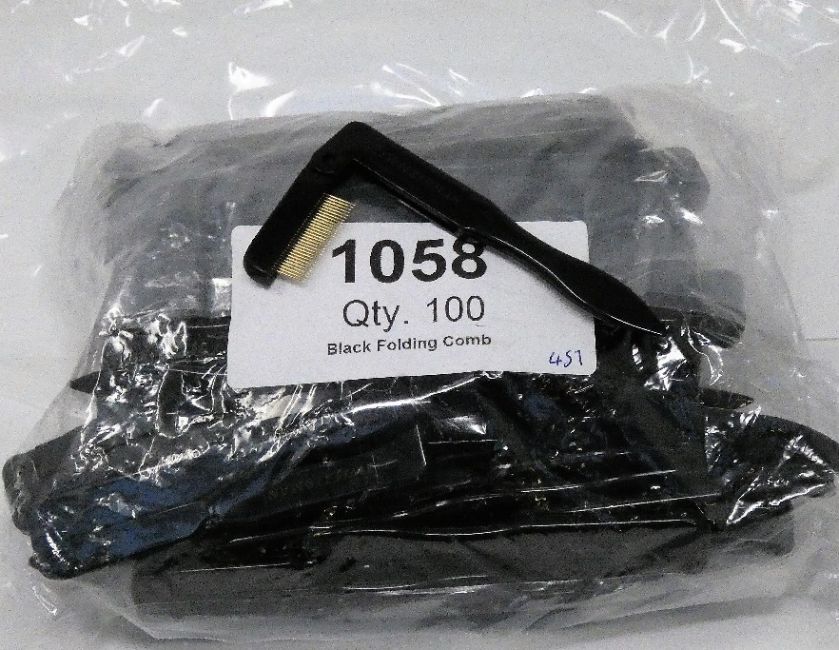 1058
Qty. 100
Black Folding Comb
451